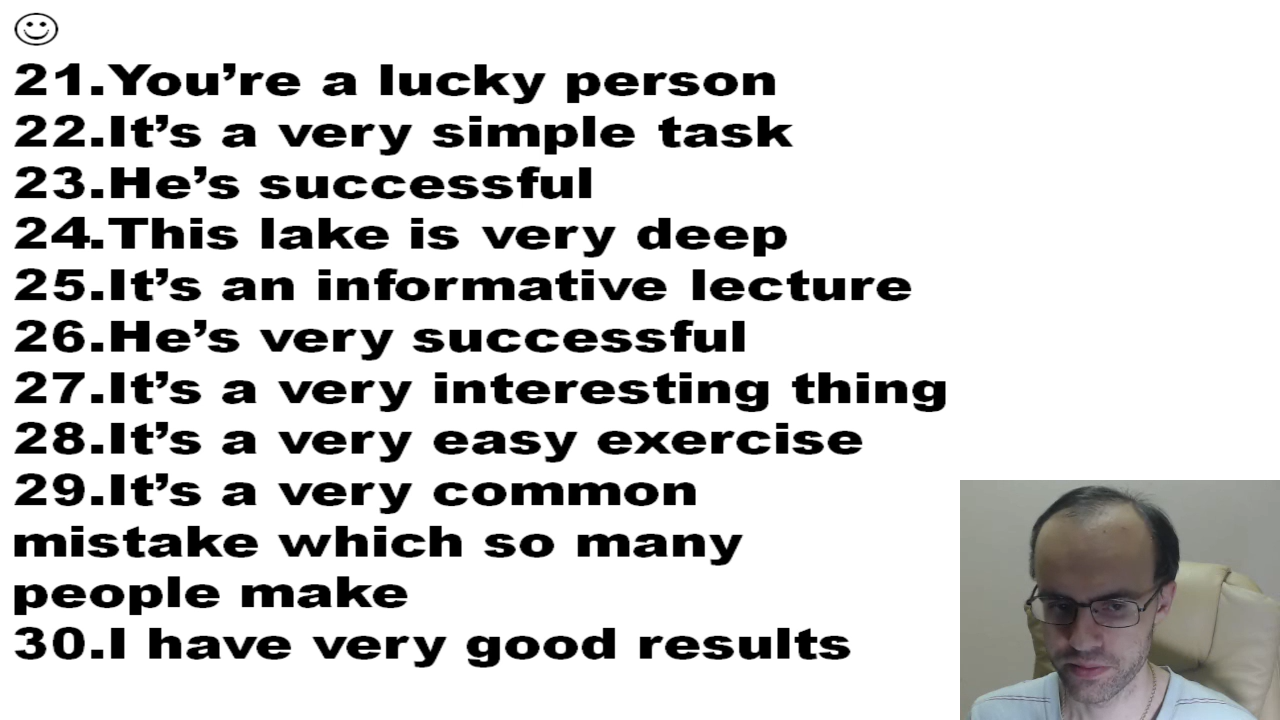 21.You’re a lucky person
22.It’s a very simple task
23.He’s successful
24.This lake is very deep
25.It’s an informative lecture
26.He’s very successful
27.It’s a very interesting thing
28.It’s a very easy exercise
29.It’s a very common
mistake which so many
people make
30.I have very good results